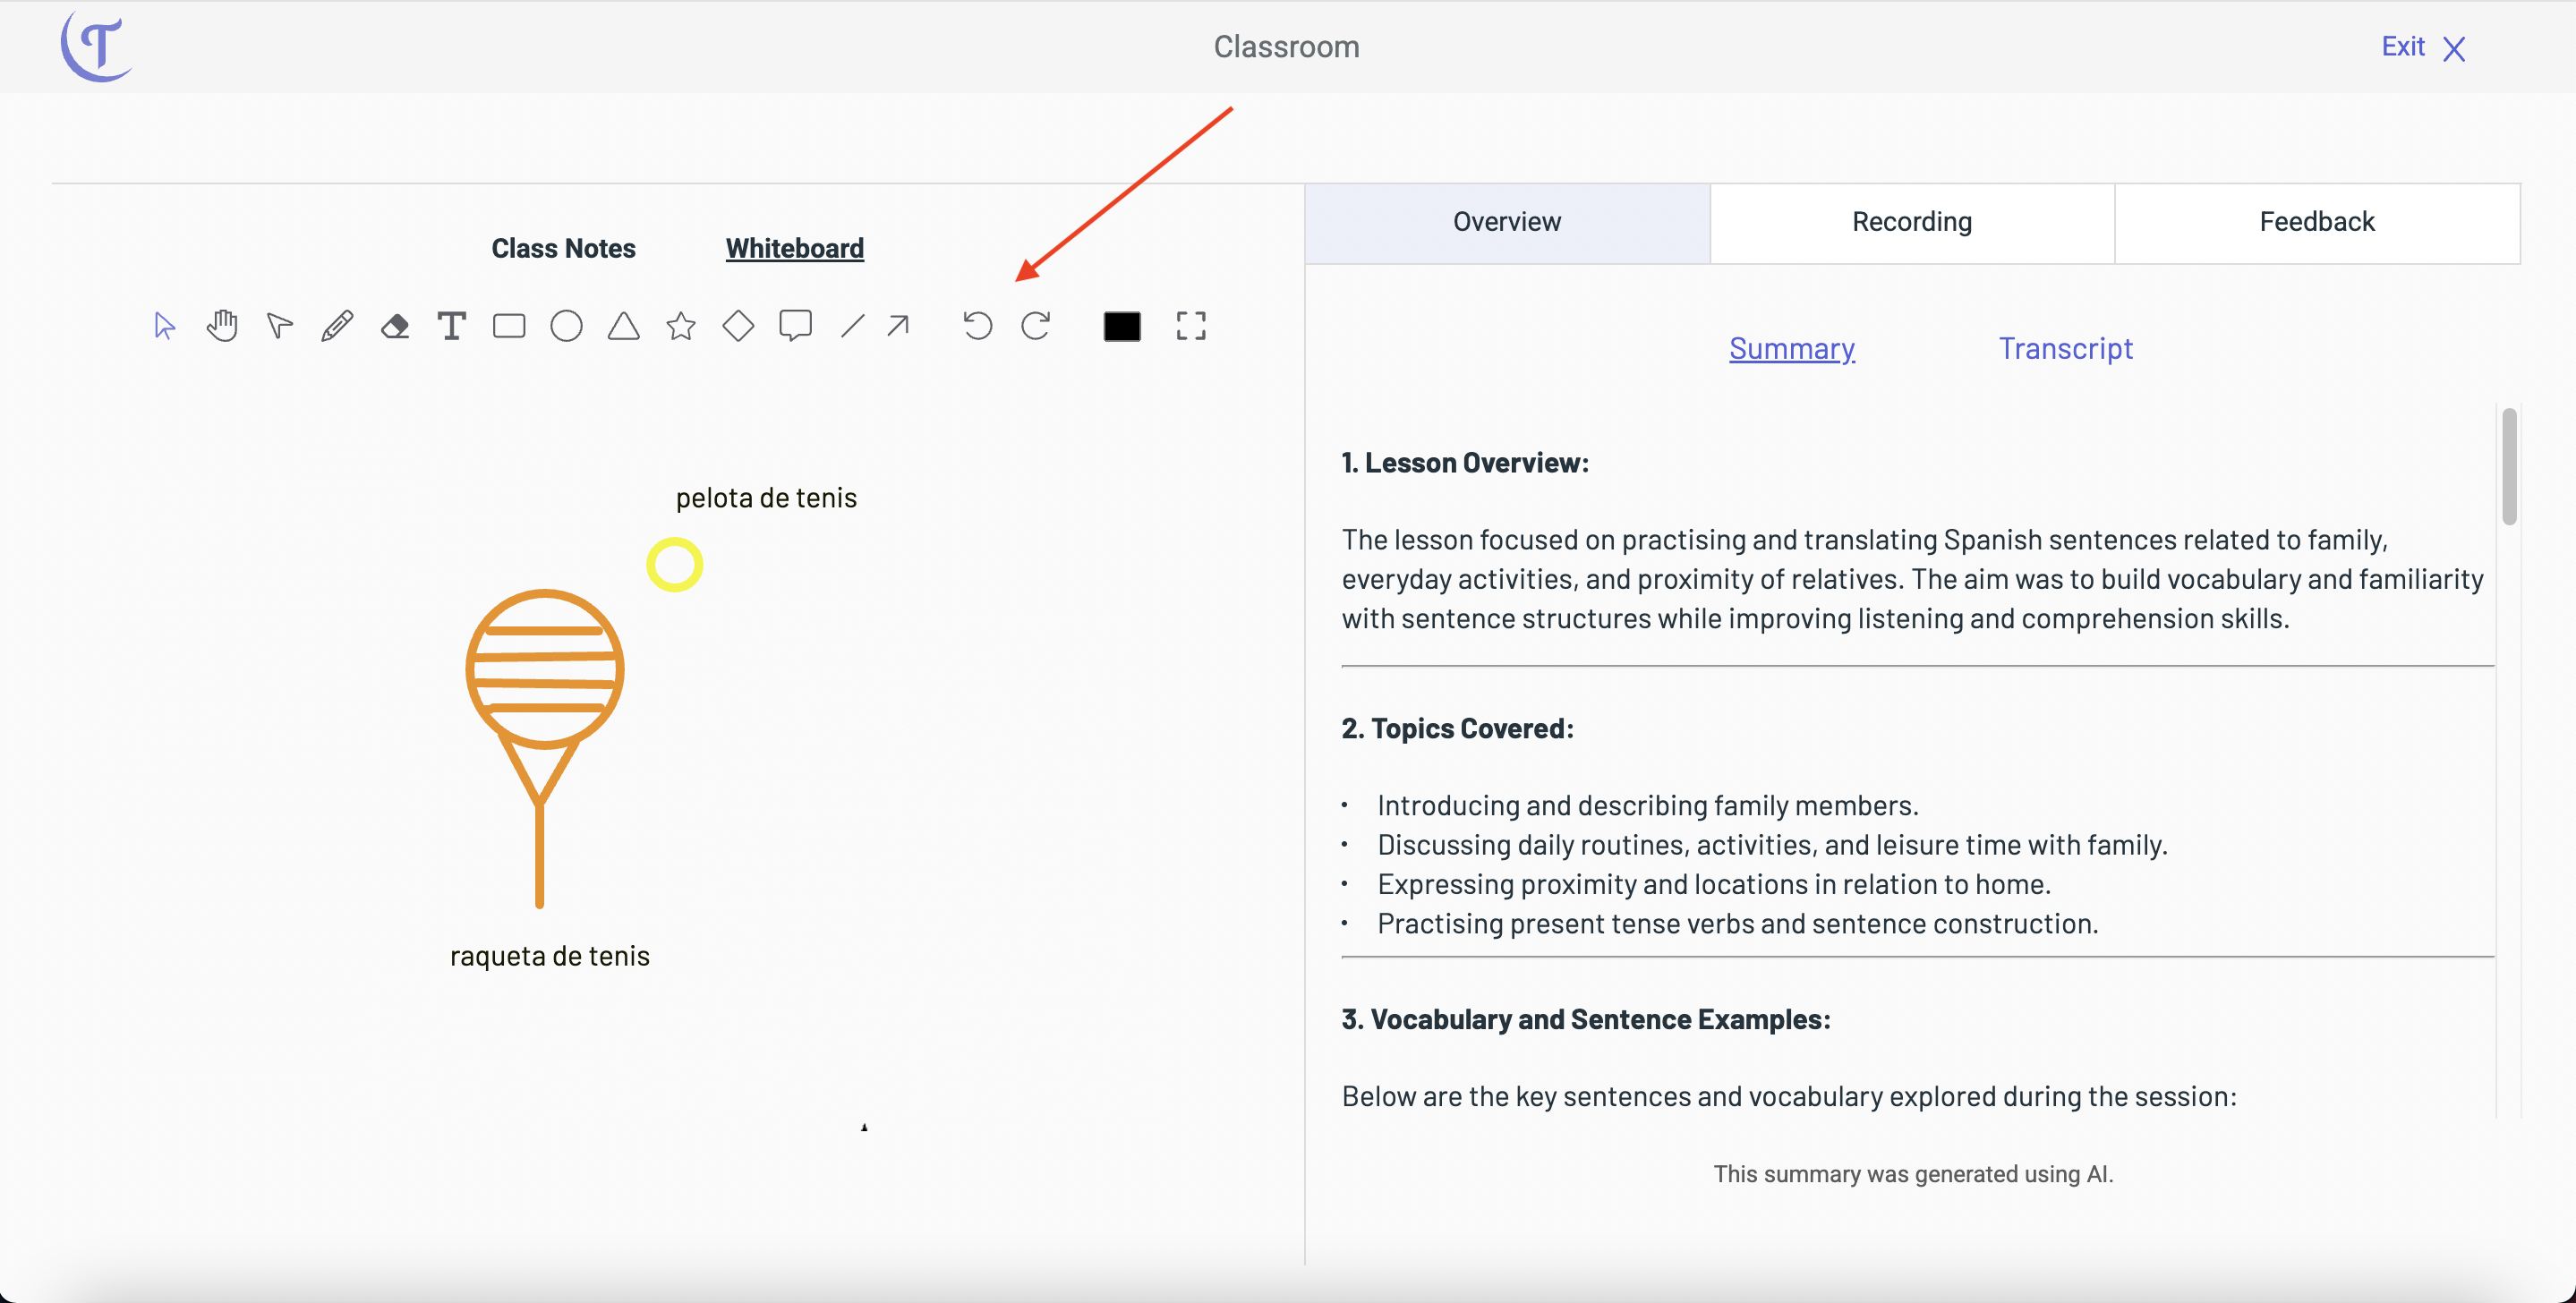 Classroom
Exit
Class Notes
Whiteboard
pelota de tenis
raqueta de tenis
Overview
Recording
Feedback
Summary
Transcript
1. Lesson Overview:
The lesson focused on practising and translating Spanish sentences related to family,
everyday activities, and proximity of relatives. The aim was to build vocabulary and familiarity
with sentence structures while improving listening and comprehension skills.
2. Topics Covered:
• Introducing and describing family members.
• Discussing daily routines, activities, and leisure time with family.
• Expressing proximity and locations in relation to home.
• Practising present tense verbs and sentence construction.
3. Vocabulary and Sentence Examples:
Below are the key sentences and vocabulary explored during the session:
This summary was generated using AI.